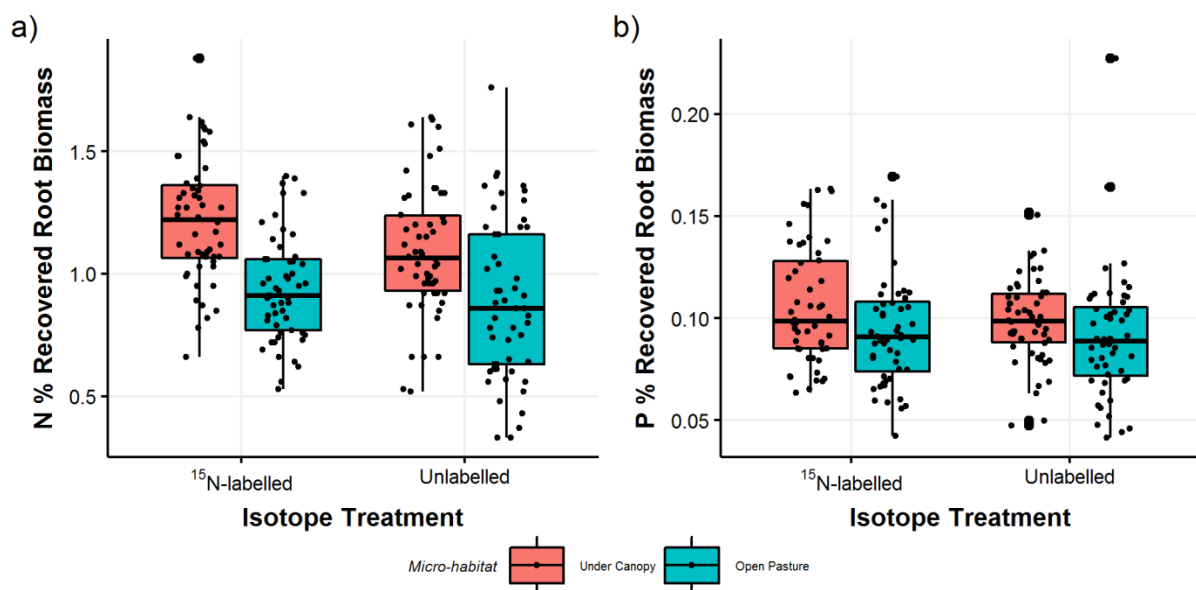 a)
N % Recovered Root Biomass
1.5
1.0
0.5
¹⁵N-labelled Unlabelled
Isotope Treatment
b)
P % Recovered Root Biomass
0.20
0.15
0.10
0.05
¹⁵N-labelled Unlabelled
Isotope Treatment
Micro-habitat Under Canopy Open Pasture